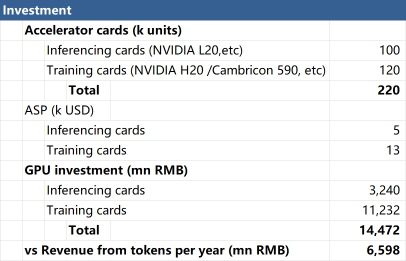 Investment
Accelerator cards (k units)
Inferencing cards (NVIDIA L20,etc) 100
Training cards (NVIDIA H20 /Cambricon 590, etc) 120
Total 220
ASP (k USD)
Inferencing cards 5
Training cards 13
GPU investment (mn RMB)
Inferencing cards 3,240
Training cards 11,232
Total 14,472
vs Revenue from tokens per year (mn RMB) 6,598